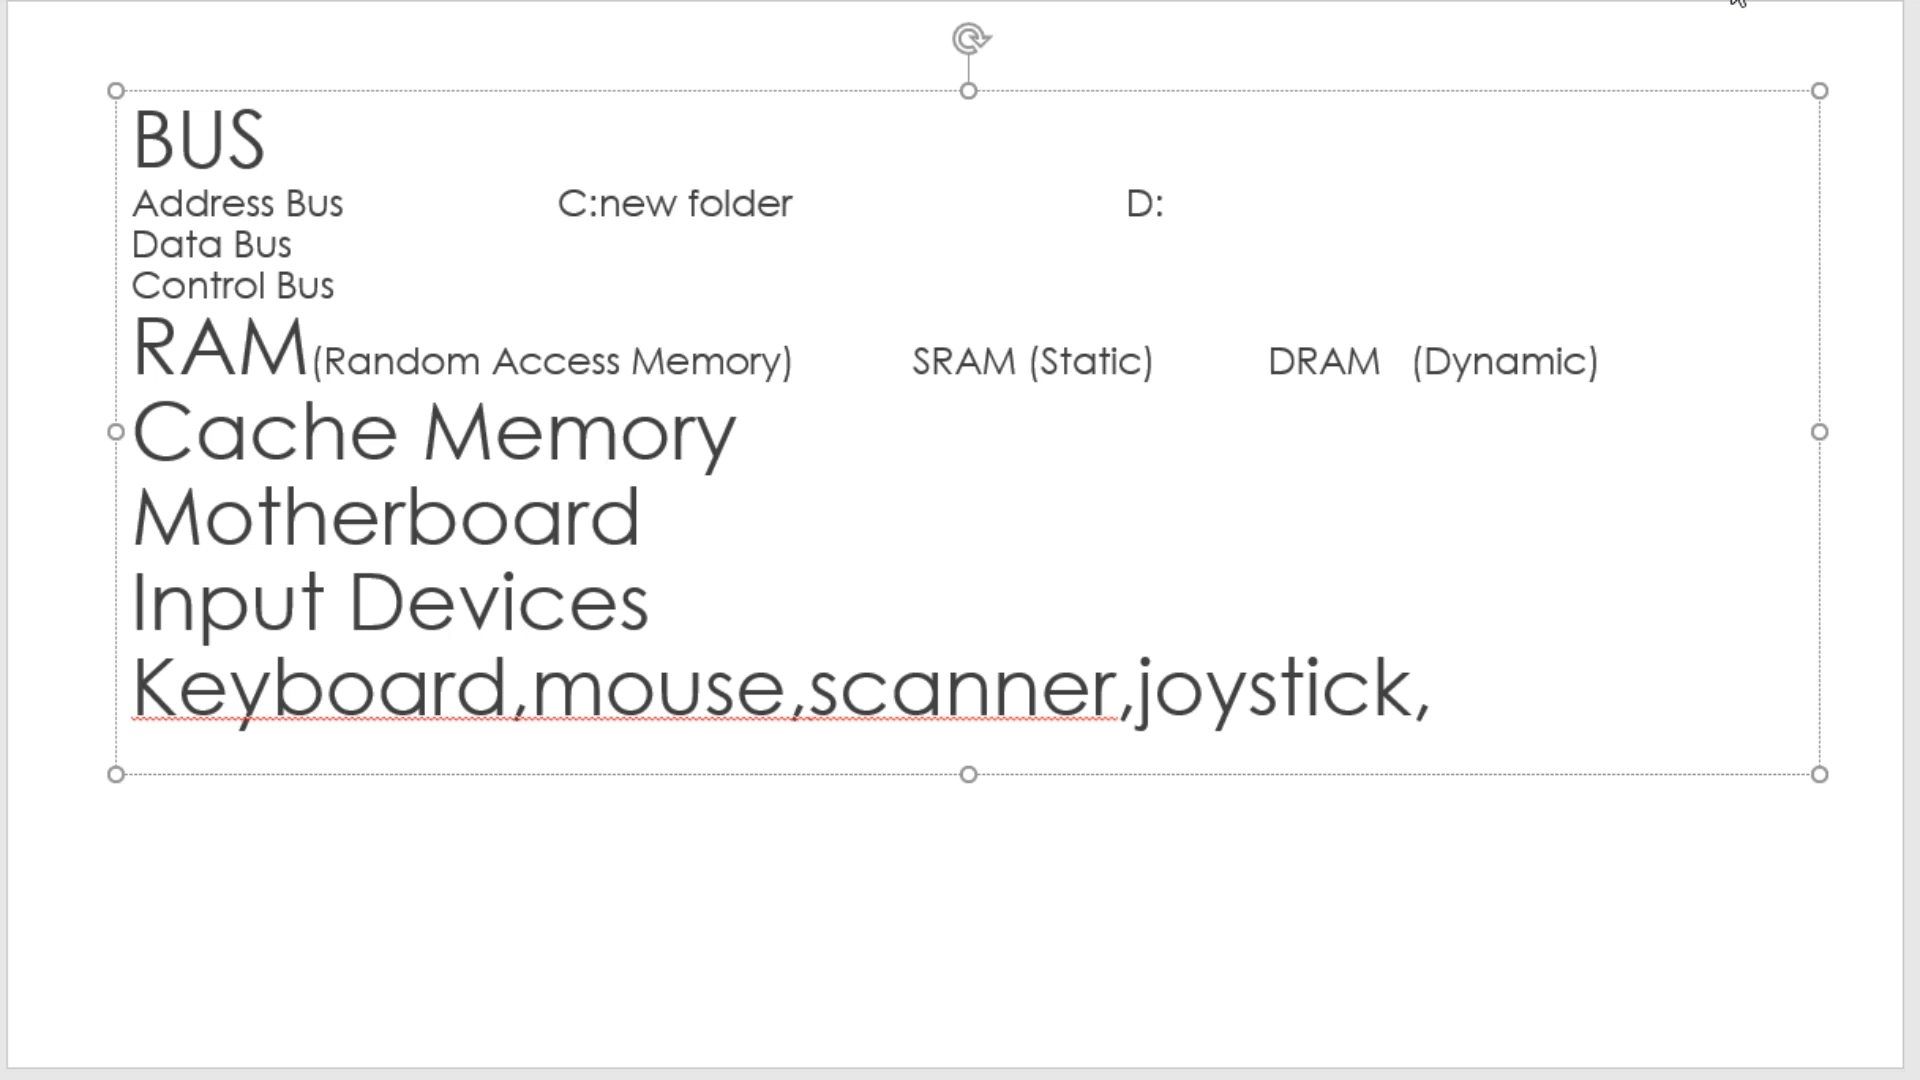 BUS
Address Bus C:new folder D:
Data Bus
Control Bus
RAM(Random Access Memory) SRAM (Static) DRAM (Dynamic)
Cache Memory
Motherboard
Input Devices
Keyboard,mouse,scanner,joystick,